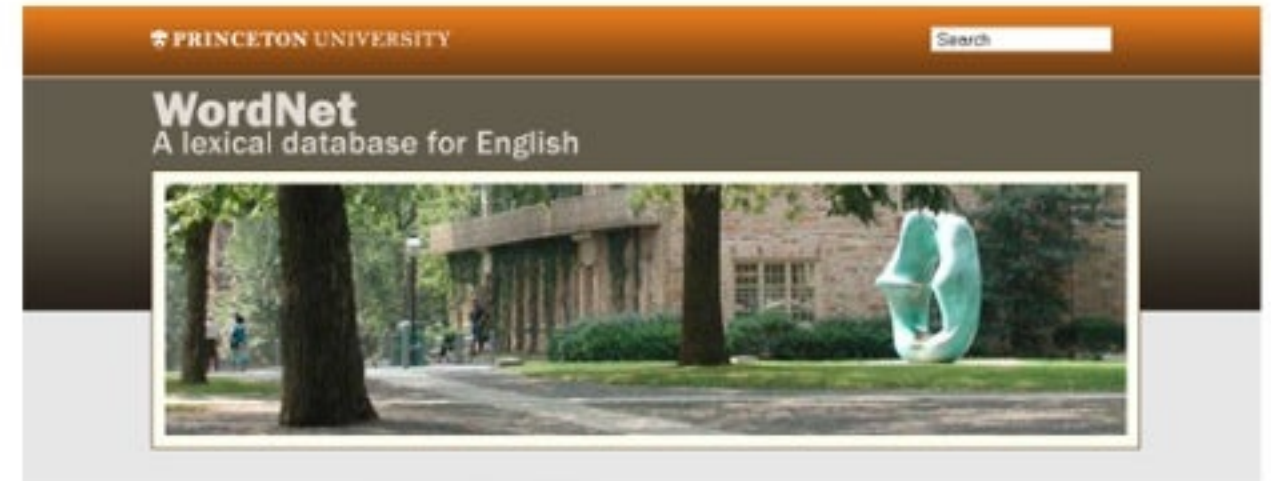 PRINCETON UNIVERSITY
Search
WordNet
A lexical database for English